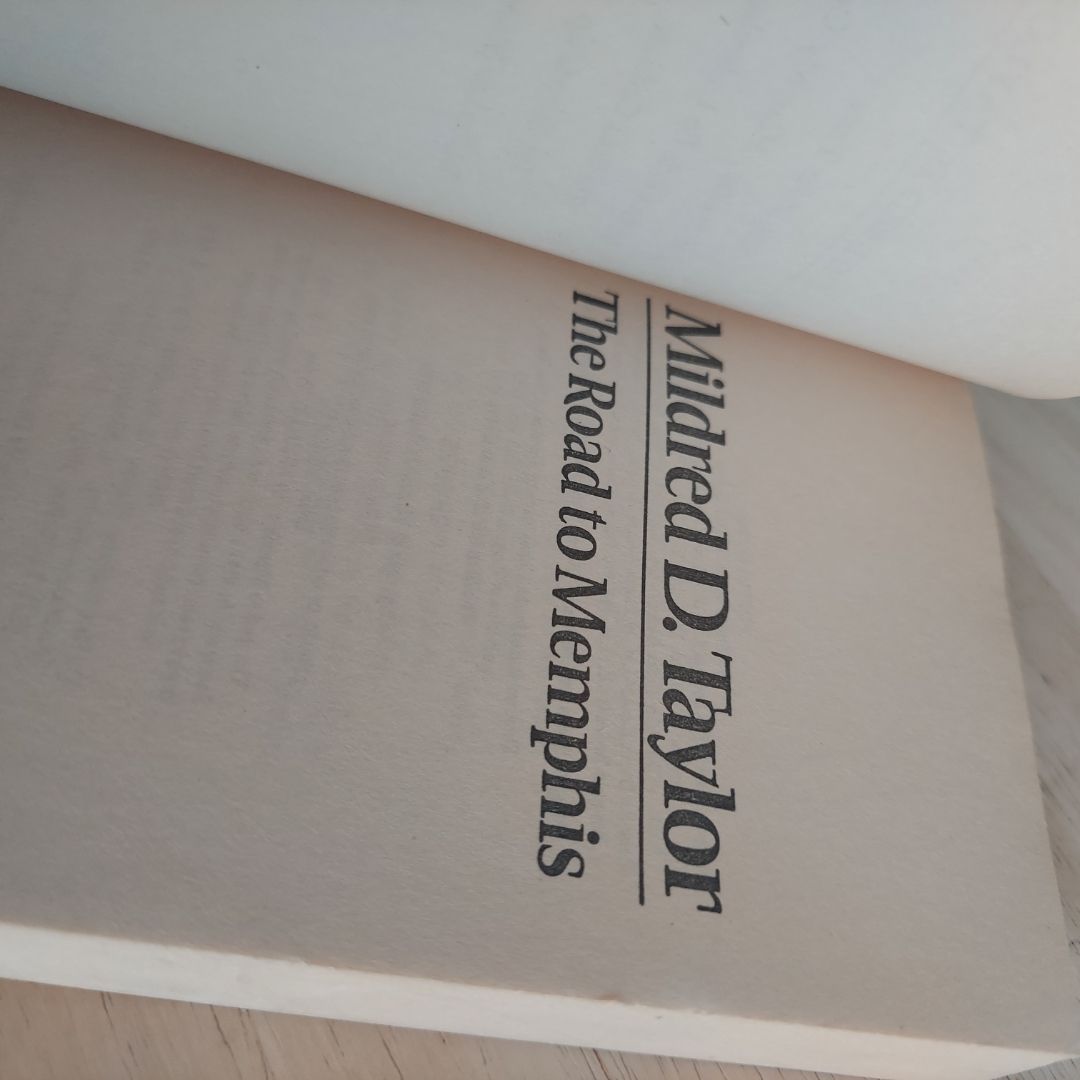 Mildred D. Taylor
The Road to Memphis